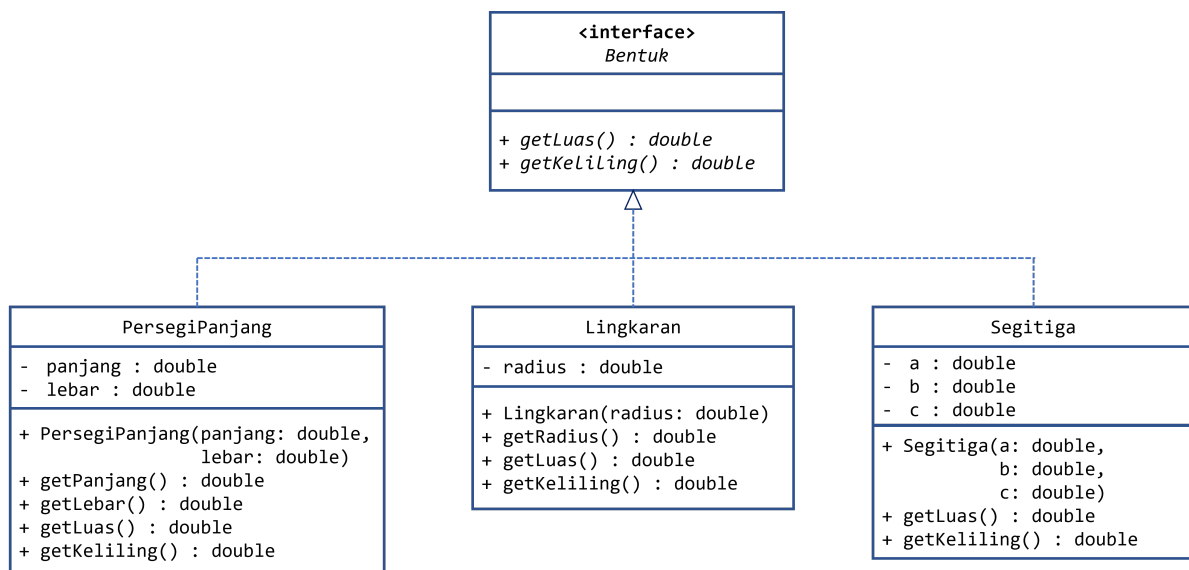 <interface>
Bentuk
+ getLuas() : double
+ getKeliling() : double
PersegiPanjang
- panjang : double
- lebar : double
+ PersegiPanjang(panjang: double,
lebar: double)
+ getPanjang() : double
+ getLebar() : double
+ getLuas() : double
+ getKeliling() : double
Lingkaran
- radius : double
+ Lingkaran(radius: double)
+ getRadius() : double
+ getLuas() : double
+ getKeliling() : double
Segitiga
- a : double
- b : double
- c : double
+ Segitiga(a: double,
b: double,
c: double)
+ getLuas() : double
+ getKeliling() : double